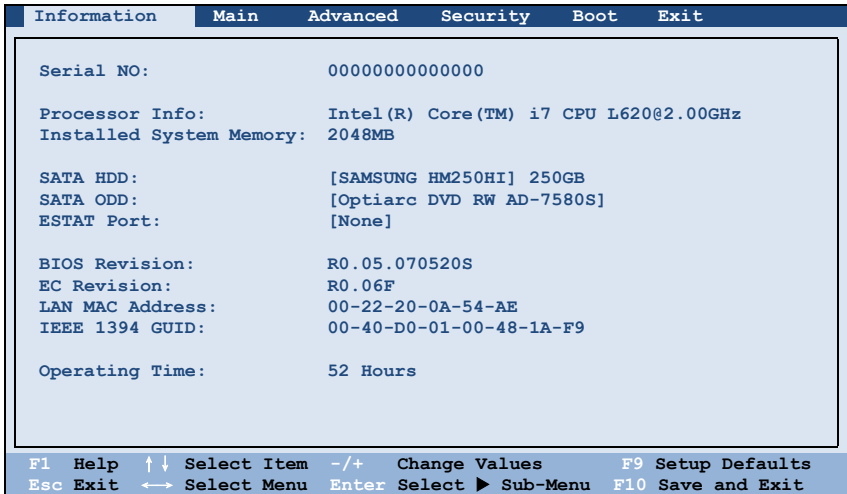 Information Main Advanced Security Boot Exit
Serial NO: 00000000000000
Processor Info: Intel(R) Core(TM) i7 CPU L620@2.00GHz
Installed System Memory: 2048MB
SATA HDD: [SAMSUNG HM250HI] 250GB
SATA ODD: [Optiarc DVD RW AD-7580S]
ESTAT Port: [None]
BIOS Revision: R0.05.070520S
EC Revision: R0.06F
LAN MAC Address: 00-22-20-0A-54-AE
IEEE 1394 GUID: 00-40-D0-01-00-48-1A-F9
Operating Time: 52 Hours
F1 Help ↑↓ Select Item -/+ Change Values F9 Setup Defaults
Esc Exit ←→ Select Menu Enter Select ▶ Sub-Menu F10 Save and Exit